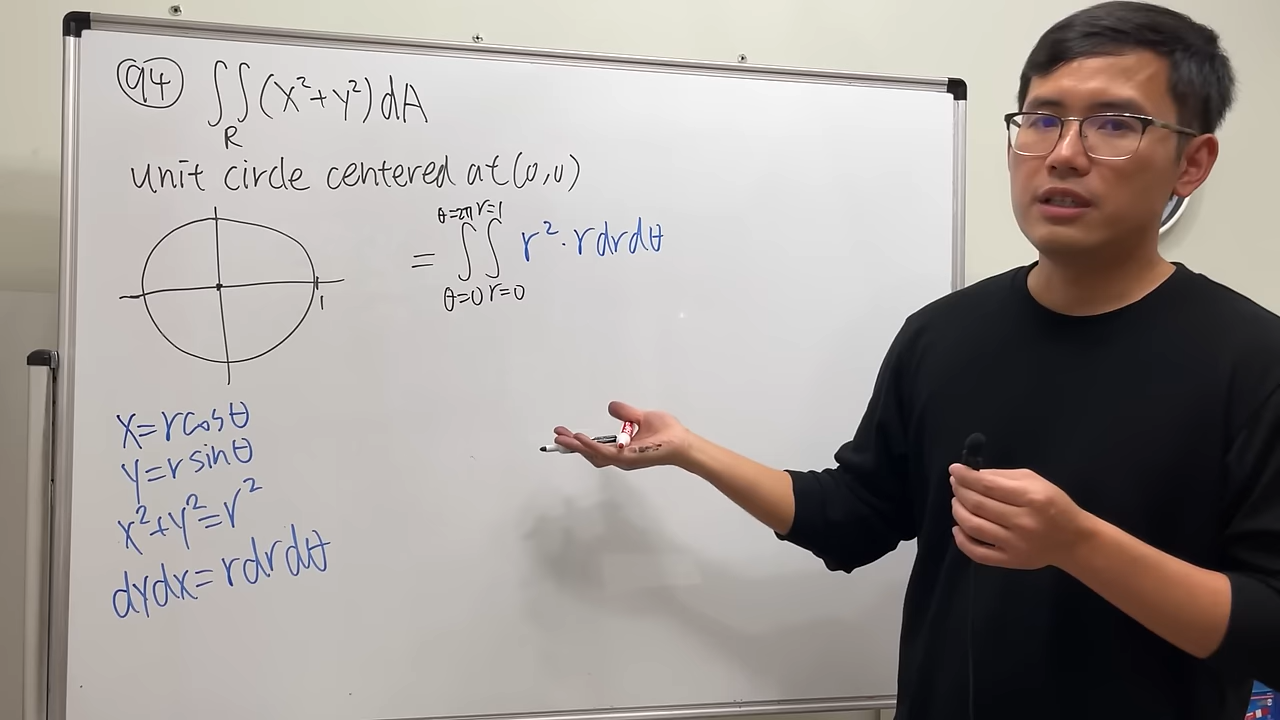 94 ∬(x²+y²)dA
R
unit circle centered at (0,0)
θ=2π r=1
= ∬ r²·rdrdθ
θ=0 r=0
1
x=rcosθ
y=rsinθ
x²+y²=r²
dydx=rdrdθ